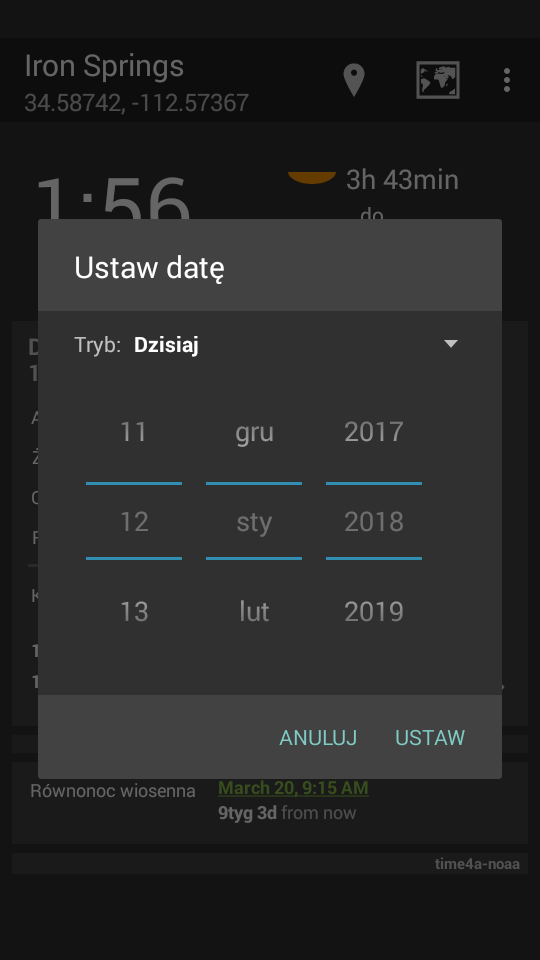 Iron Springs
34.58742, -112.57367
1:56
3h 43min
do
Ustaw datę
Tryb: Dzisiaj
11 gru 2017
12 sty 2018
13 lut 2019
ANULUJ USTAW
Równonoc wiosenna March 20, 9:15 AM
9tyg 3d from now
time4a-noaa